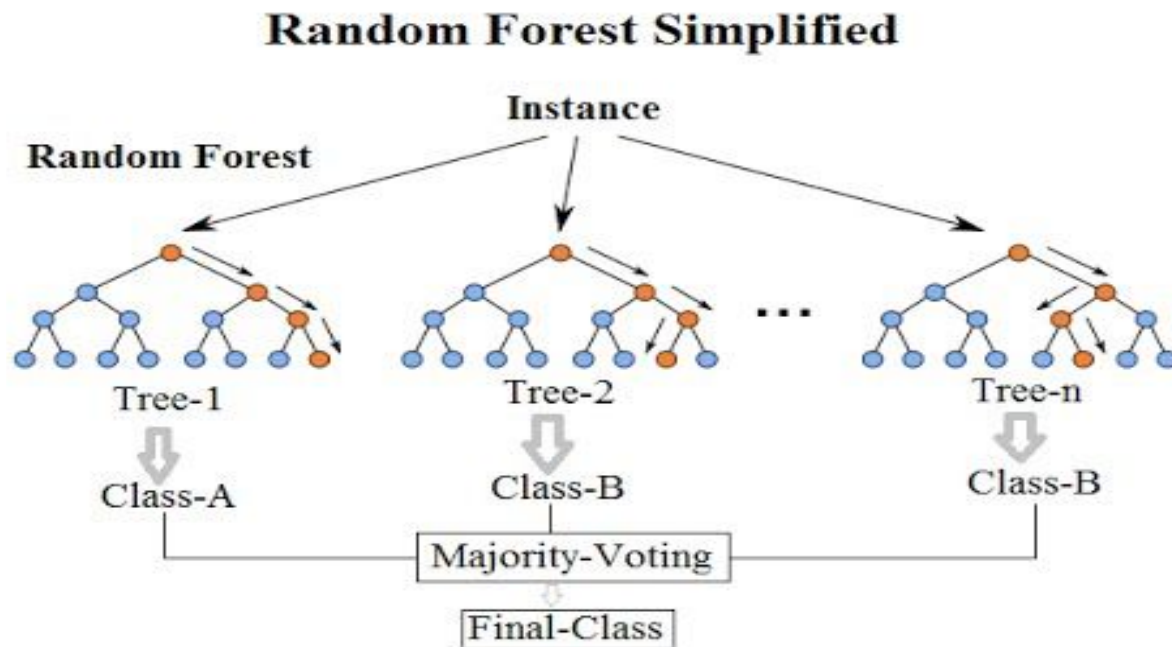 Random Forest Simplified
Instance
Random Forest
...
Tree-1
Tree-2
Tree-n
Class-A
Class-B
Class-B
Majority-Voting
Final-Class